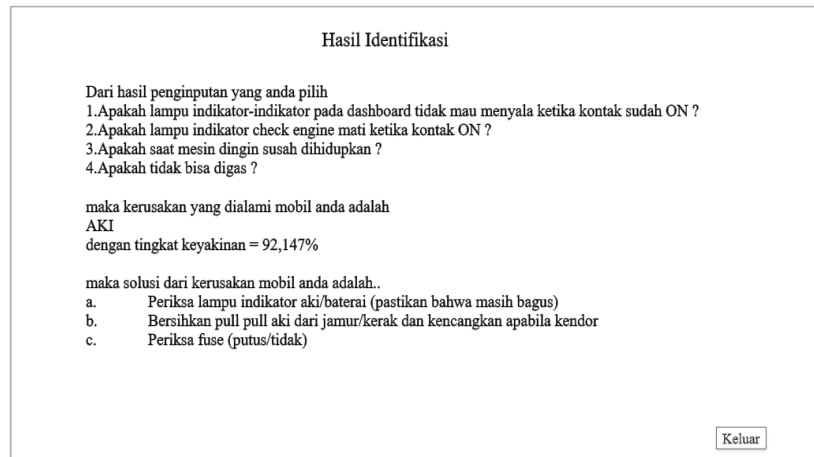 Hasil Identifikasi
Dari hasil penginputan yang anda pilih
1.Apakah lampu indikator-indikator pada dashboard tidak mau menyala ketika kontak sudah ON ?
2.Apakah lampu indikator check engine mati ketika kontak ON ?
3.Apakah saat mesin dingin susah dihidupkan ?
4.Apakah tidak bisa digas ?
maka kerusakan yang dialami mobil anda adalah
AKI
dengan tingkat keyakinan = 92,147%
maka solusi dari kerusakan mobil anda adalah..
a. Periksa lampu indikator aki/baterai (pastikan bahwa masih bagus)
b. Bersihkan pull pull aki dari jamur/kerak dan kencangkan apabila kendor
c. Periksa fuse (putus/tidak)
Keluar